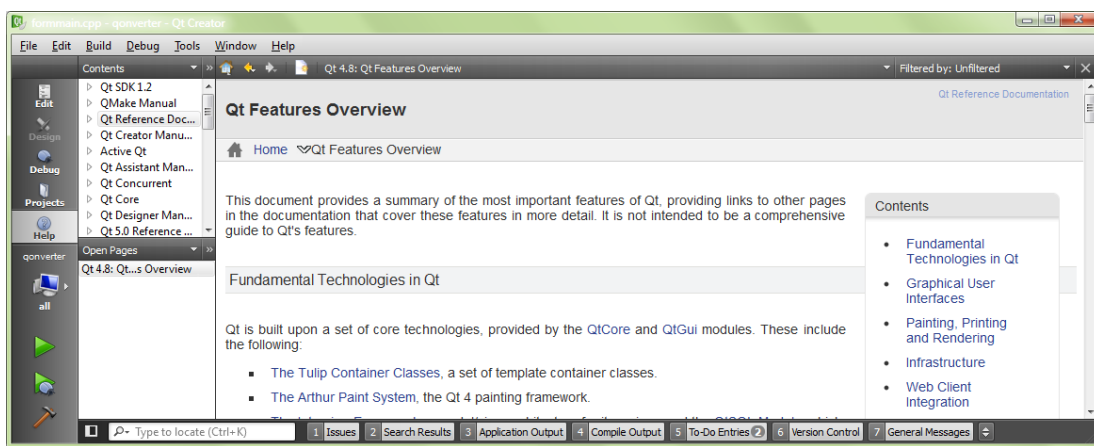 formmain.cpp - qonverter - Qt Creator
File Edit Build Debug Tools Window Help
Contents
Qt 4.8: Qt Features Overview
Filtered by: Unfiltered
Edit
Design
Debug
Projects
Help
qonverter
all
Qt SDK 1.2
QMake Manual
Qt Reference Doc...
Qt Creator Manu...
Active Qt
Qt Assistant Man...
Qt Concurrent
Qt Core
Qt Designer Man...
Qt 5.0 Reference ...
Open Pages
Qt 4.8: Qt...s Overview
Qt Reference Documentation
Qt Features Overview
Home Qt Features Overview
This document provides a summary of the most important features of Qt, providing links to other pages
in the documentation that cover these features in more detail. It is not intended to be a comprehensive
guide to Qt's features.
Fundamental Technologies in Qt
Qt is built upon a set of core technologies, provided by the QtCore and QtGui modules. These include
the following:
The Tulip Container Classes, a set of template container classes.
The Arthur Paint System, the Qt 4 painting framework.
Contents
Fundamental
Technologies in Qt
Graphical User
Interfaces
Painting, Printing
and Rendering
Infrastructure
Web Client
Integration
Type to locate (Ctrl+K)
1 Issues 2 Search Results 3 Application Output 4 Compile Output 5 To-Do Entries 2 6 Version Control 7 General Messages